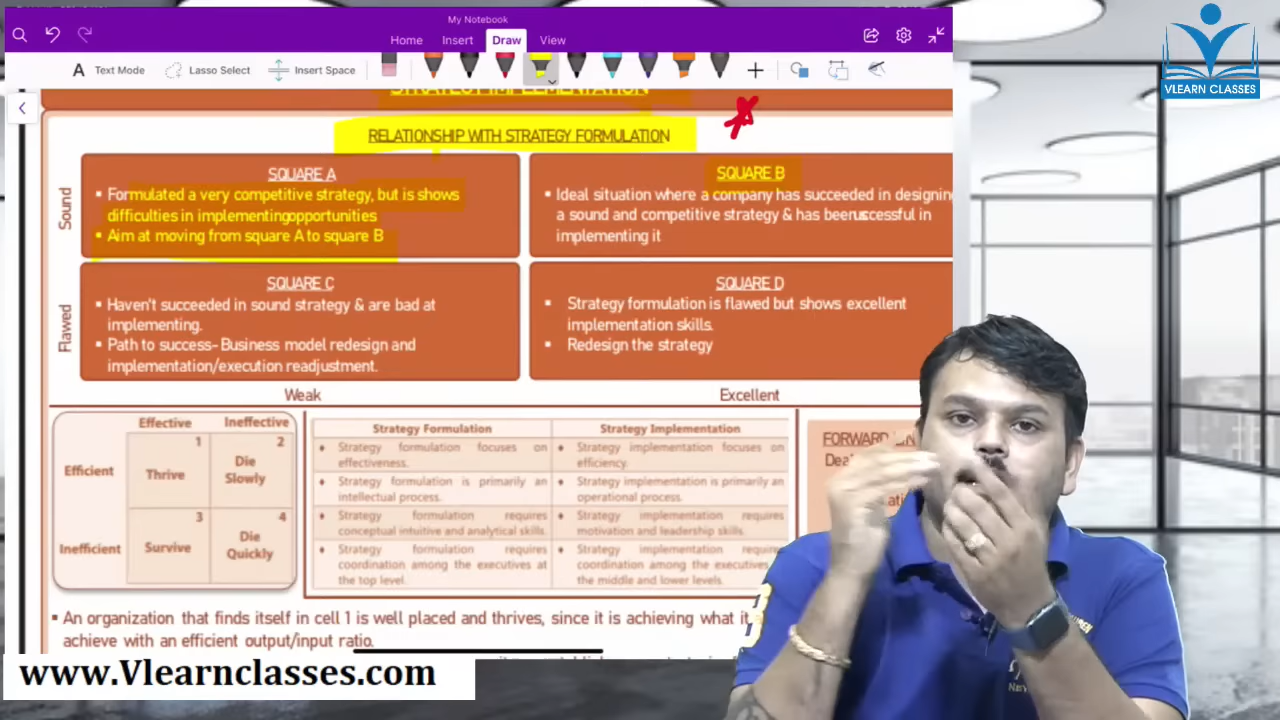 My Notebook
Home Insert Draw View
Text Mode Lasso Select Insert Space
VLEARN CLASSES
STRATEGY IMPLEMENTATION
RELATIONSHIP WITH STRATEGY FORMULATION
Sound
SQUARE A
▪ Formulated a very competitive strategy, but is shows
difficulties in implementingopportunities
▪ Aim at moving from square A to square B
SQUARE B
▪ Ideal situation where a company has succeeded in
a sound and competitive strategy & has been in
implementing it
Flawed
SQUARE C
▪ Haven't succeeded in sound strategy & are bad at
implementing.
▪ Path to success- Business model redesign and
implementation/execution readjustment.
SQUARE D
▪ Strategy formulation is flawed but shows excellent
implementation skills.
▪ Redesign the strategy
Weak Excellent
Effective Ineffective
Efficient
1
Thrive
2
Die
Slowly
Inefficient
3
Survive
4
Die
Quickly
Strategy Formulation Strategy Implementation
♦ Strategy formulation focuses on
effectiveness.
♦ Strategy implementation focuses on
efficiency.
♦ Strategy formulation is primarily an
intellectual process.
♦ Strategy implementation is primarily an
operational process.
♦ Strategy formulation requires
conceptual intuitive and analytical skills.
♦ Strategy implementation requires
motivation and leadership skills.
♦ Strategy formulation requires
coordination among the executives at
the top level.
♦ Strategy implementation
coordination among the executives
the middle and lower levels.
FORWARD
▪ An organization that finds itself in cell 1 is well placed and thrives, since it is achieving what it
achieve with an efficient output/input ratio.
www.Vlearnclasses.com